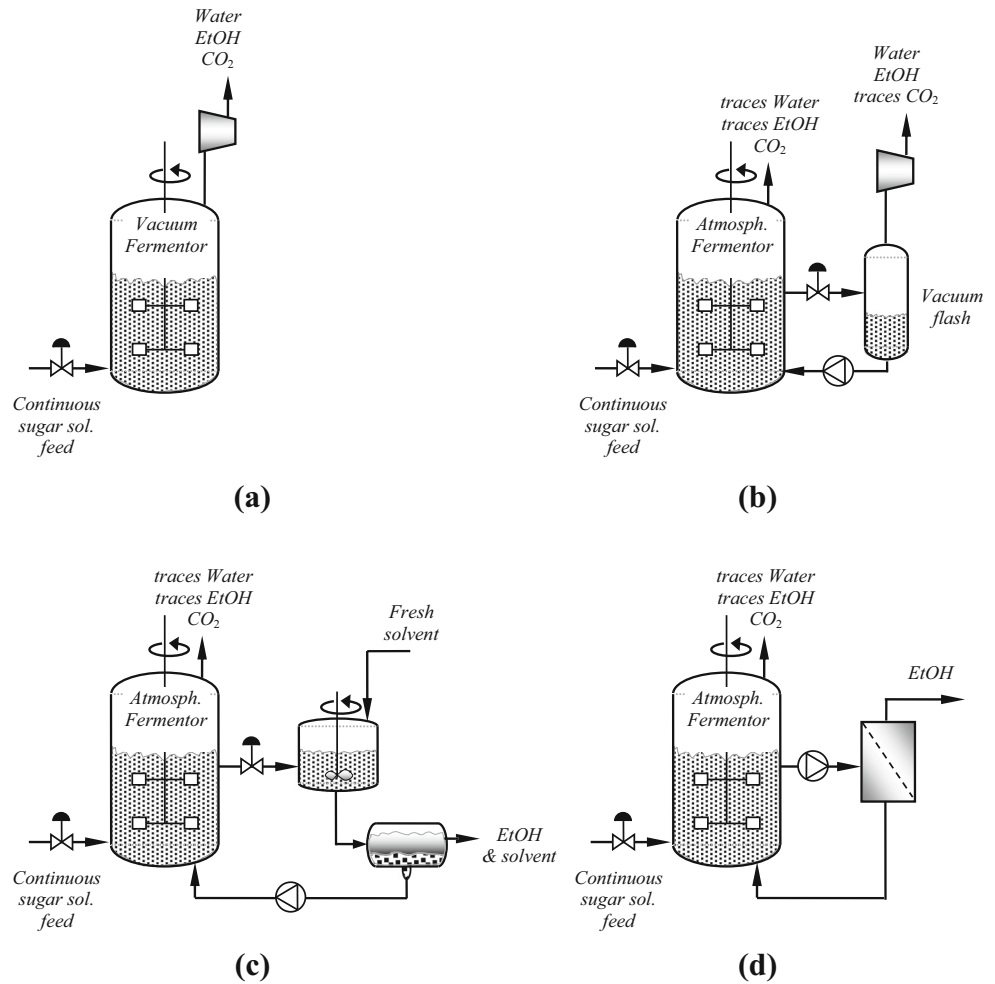 Water
EtOH
CO₂
Vacuum
Fermentor
Continuous
sugar sol.
feed
(a)
traces Water
traces EtOH
CO₂
Water
EtOH
traces CO₂
Atmosph.
Fermentor
Vacuum
flash
Continuous
sugar sol.
feed
(b)
traces Water
traces EtOH
CO₂
Fresh
solvent
Atmosph.
Fermentor
EtOH
& solvent
Continuous
sugar sol.
feed
(c)
traces Water
traces EtOH
CO₂
EtOH
Atmosph.
Fermentor
Continuous
sugar sol.
feed
(d)